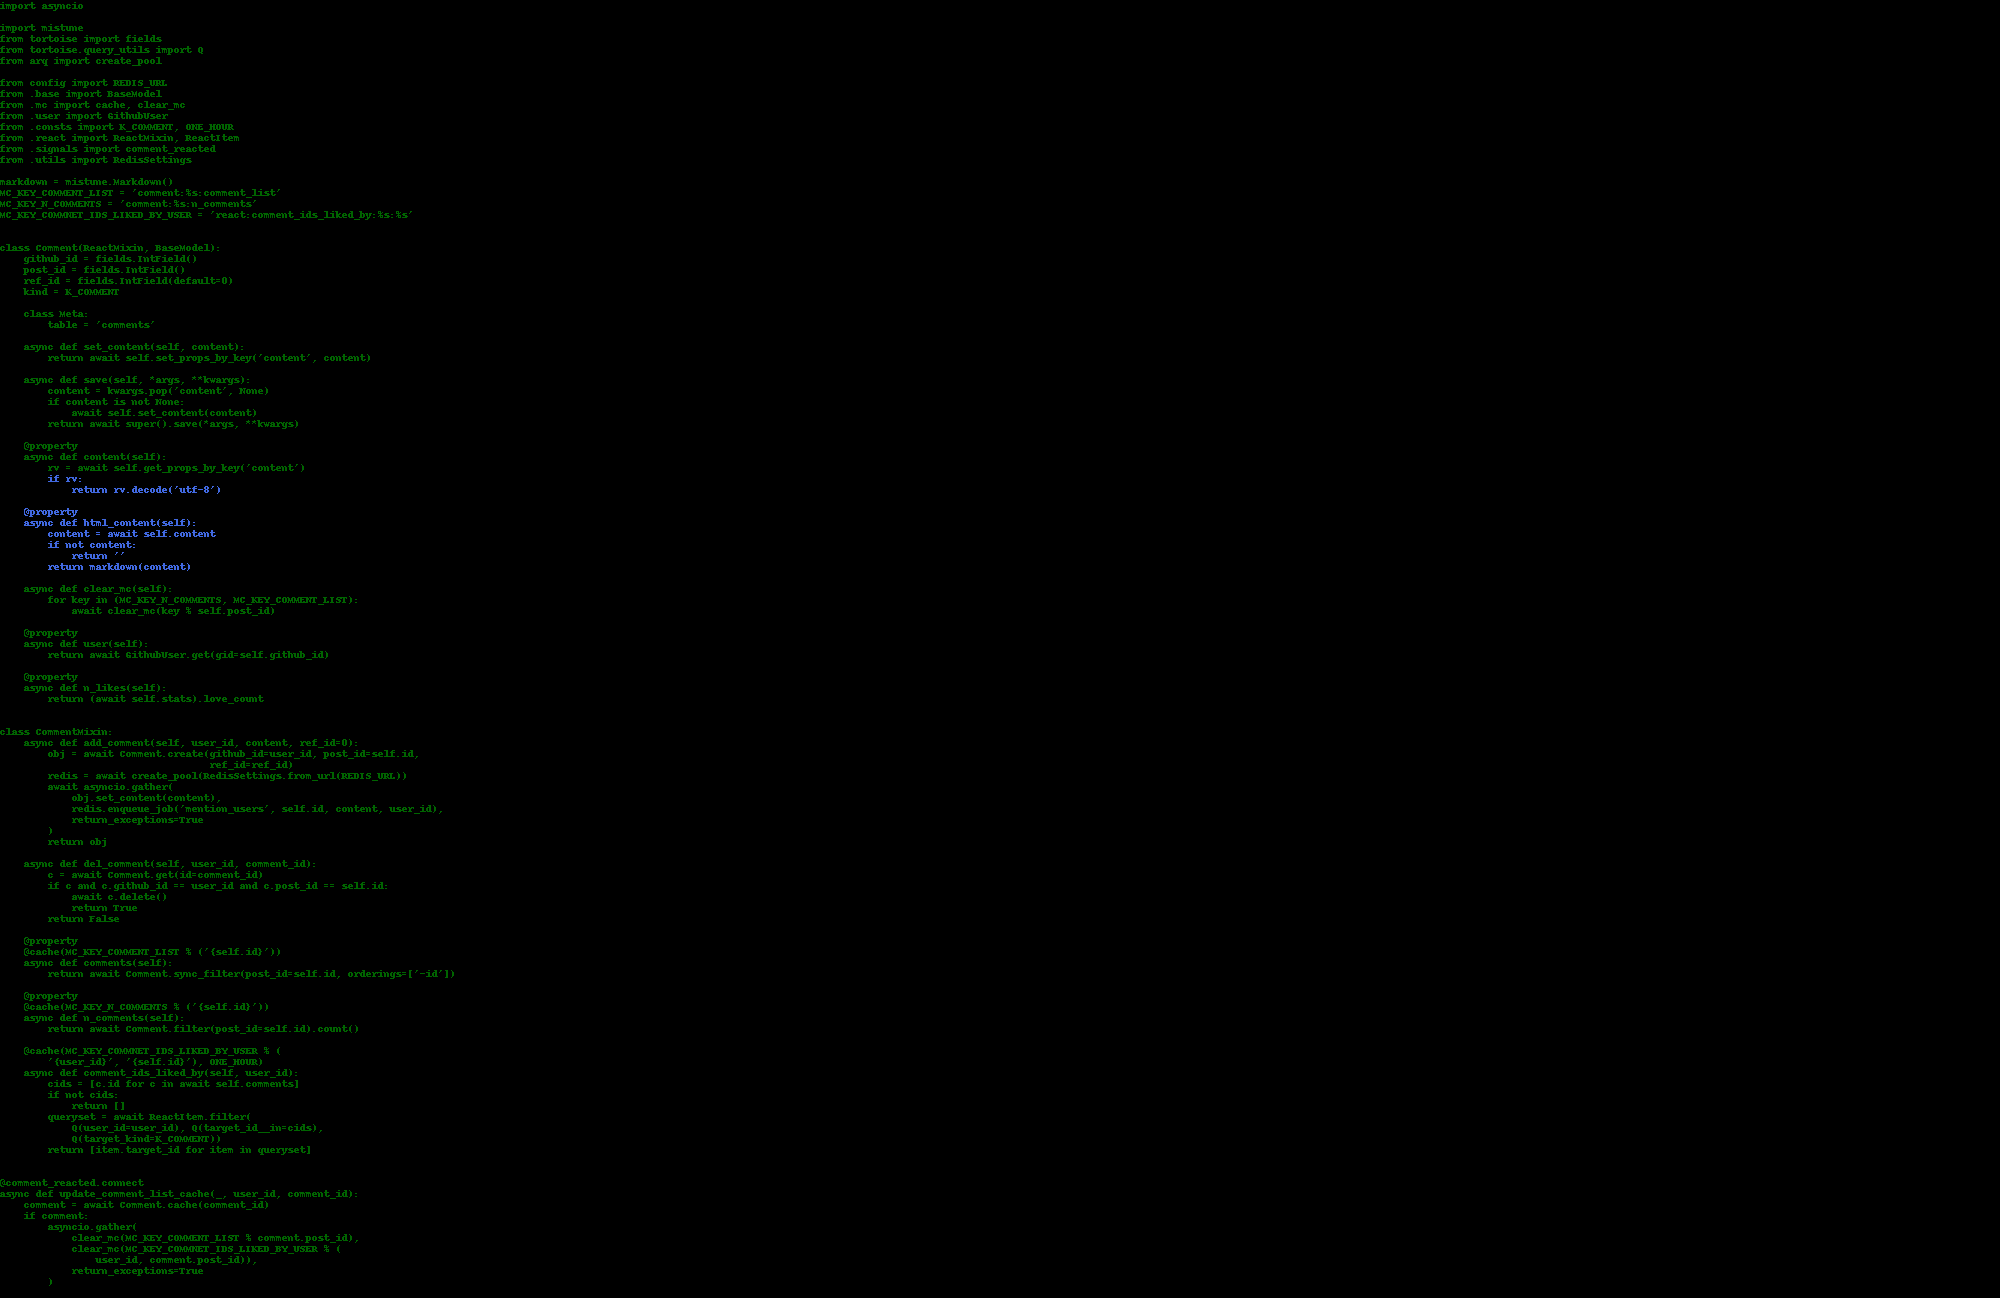 import asyncio

import mistune
from tortoise import fields
from tortoise.query_utils import Q
from arq import create_pool

from config import REDIS_URL
from .base import BaseModel
from .mc import cache, clear_mc
from .user import GithubUser
from .consts import K_COMMENT, ONE_HOUR
from .react import ReactMixin, ReactItem
from .signals import comment_reacted
from .utils import RedisSettings

markdown = mistune.Markdown()
MC_KEY_COMMENT_LIST = 'comment:%s:comment_list'
MC_KEY_N_COMMENTS = 'comment:%s:n_comments'
MC_KEY_COMMNET_IDS_LIKED_BY_USER = 'react:comment_ids_liked_by:%s:%s'


class Comment(ReactMixin, BaseModel):
    github_id = fields.IntField()
    post_id = fields.IntField()
    ref_id = fields.IntField(default=0)
    kind = K_COMMENT

    class Meta:
        table = 'comments'

    async def set_content(self, content):
        return await self.set_props_by_key('content', content)

    async def save(self, *args, **kwargs):
        content = kwargs.pop('content', None)
        if content is not None:
            await self.set_content(content)
        return await super().save(*args, **kwargs)

    @property
    async def content(self):
        rv = await self.get_props_by_key('content')
        if rv:
            return rv.decode('utf-8')

    @property
    async def html_content(self):
        content = await self.content
        if not content:
            return ''
        return markdown(content)

    async def clear_mc(self):
        for key in (MC_KEY_N_COMMENTS, MC_KEY_COMMENT_LIST):
            await clear_mc(key % self.post_id)

    @property
    async def user(self):
        return await GithubUser.get(gid=self.github_id)

    @property
    async def n_likes(self):
        return (await self.stats).love_count


class CommentMixin:
    async def add_comment(self, user_id, content, ref_id=0):
        obj = await Comment.create(github_id=user_id, post_id=self.id,
                                   ref_id=ref_id)
        redis = await create_pool(RedisSettings.from_url(REDIS_URL))
        await asyncio.gather(
            obj.set_content(content),
            redis.enqueue_job('mention_users', self.id, content, user_id),
            return_exceptions=True
        )
        return obj

    async def del_comment(self, user_id, comment_id):
        c = await Comment.get(id=comment_id)
        if c and c.github_id == user_id and c.post_id == self.id:
            await c.delete()
            return True
        return False

    @property
    @cache(MC_KEY_COMMENT_LIST % ('{self.id}'))
    async def comments(self):
        return await Comment.sync_filter(post_id=self.id, orderings=['-id'])

    @property
    @cache(MC_KEY_N_COMMENTS % ('{self.id}'))
    async def n_comments(self):
        return await Comment.filter(post_id=self.id).count()

    @cache(MC_KEY_COMMNET_IDS_LIKED_BY_USER % (
        '{user_id}', '{self.id}'), ONE_HOUR)
    async def comment_ids_liked_by(self, user_id):
        cids = [c.id for c in await self.comments]
        if not cids:
            return []
        queryset = await ReactItem.filter(
            Q(user_id=user_id), Q(target_id__in=cids),
            Q(target_kind=K_COMMENT))
        return [item.target_id for item in queryset]


@comment_reacted.connect
async def update_comment_list_cache(_, user_id, comment_id):
    comment = await Comment.cache(comment_id)
    if comment:
        asyncio.gather(
            clear_mc(MC_KEY_COMMENT_LIST % comment.post_id),
            clear_mc(MC_KEY_COMMNET_IDS_LIKED_BY_USER % (
                user_id, comment.post_id)),
            return_exceptions=True
        )